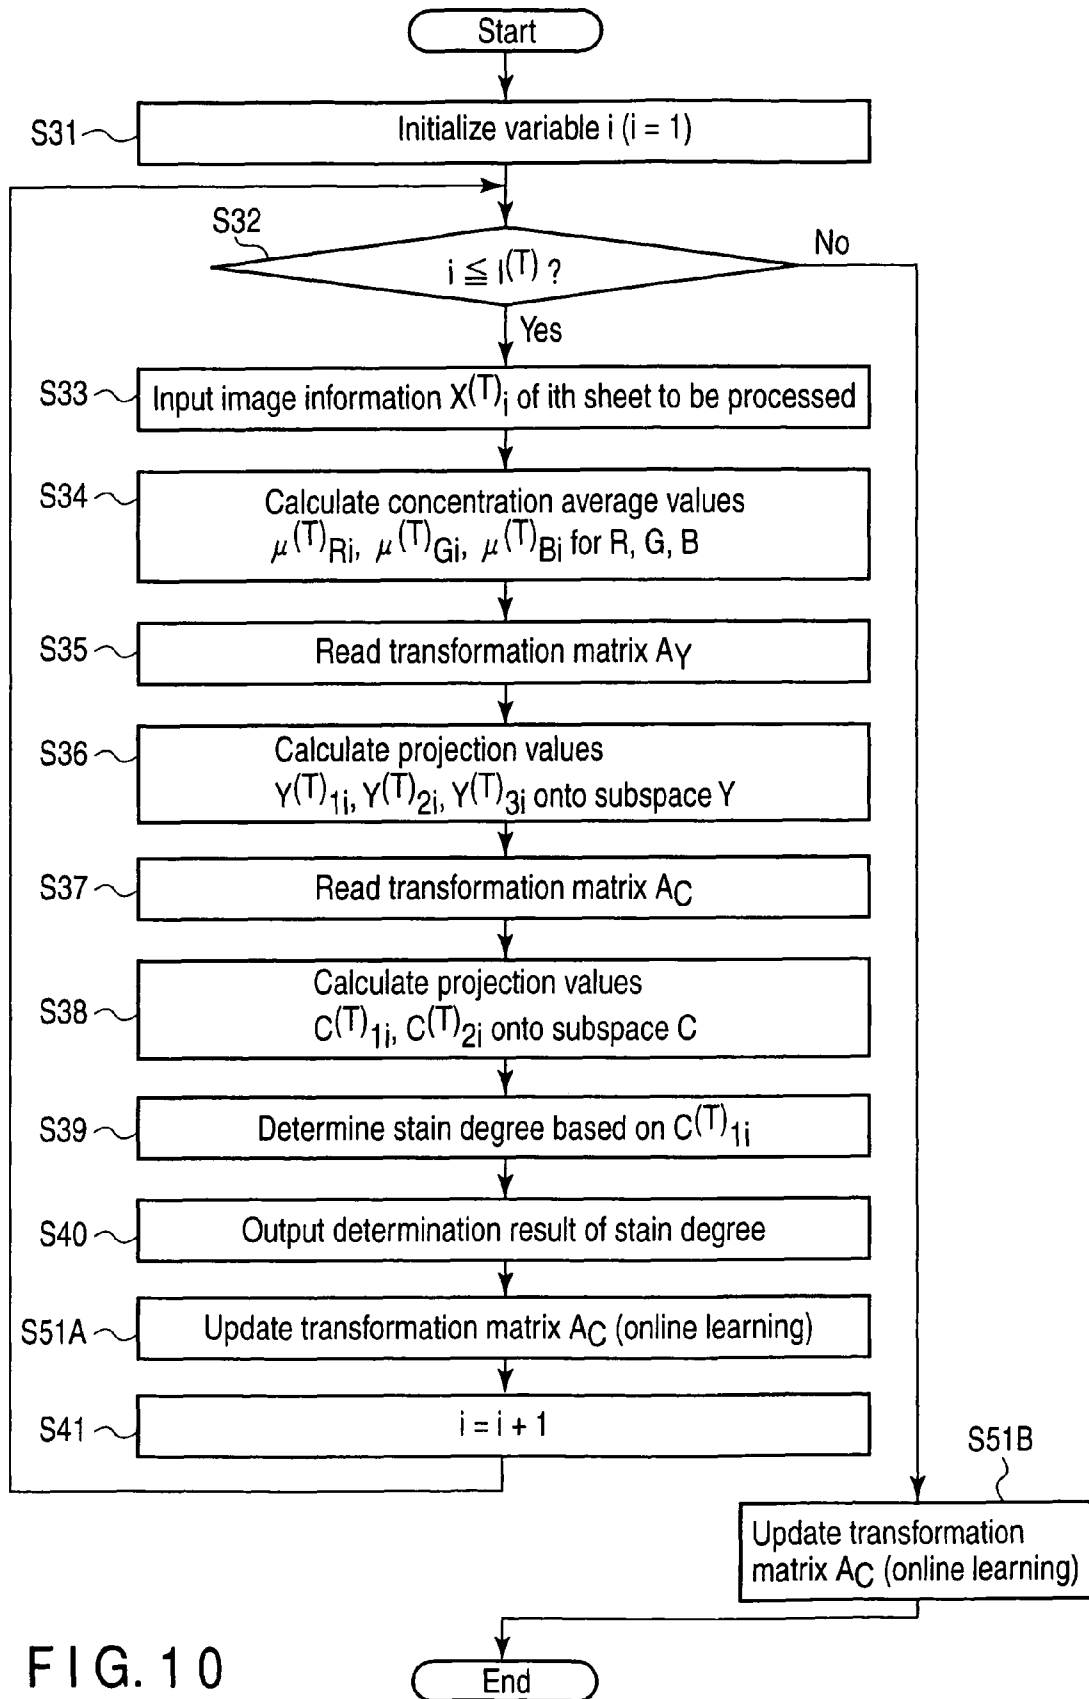 Start
S31
Initialize variable i (i = 1)
S32
i ≦ I(T) ?
No
Yes
S33
Input image information X(T)i of ith sheet to be processed
S34
Calculate concentration average values
μ(T)Ri, μ(T)Gi, μ(T)Bi for R, G, B
S35
Read transformation matrix AY
S36
Calculate projection values
Y(T)1i, Y(T)2i, Y(T)3i onto subspace Y
S37
Read transformation matrix AC
S38
Calculate projection values
C(T)1i, C(T)2i onto subspace C
S39
Determine stain degree based on C(T)1i
S40
Output determination result of stain degree
S51A
Update transformation matrix AC (online learning)
S41
i = i + 1
S51B
Update transformation
matrix AC (online learning)
End
FIG. 10